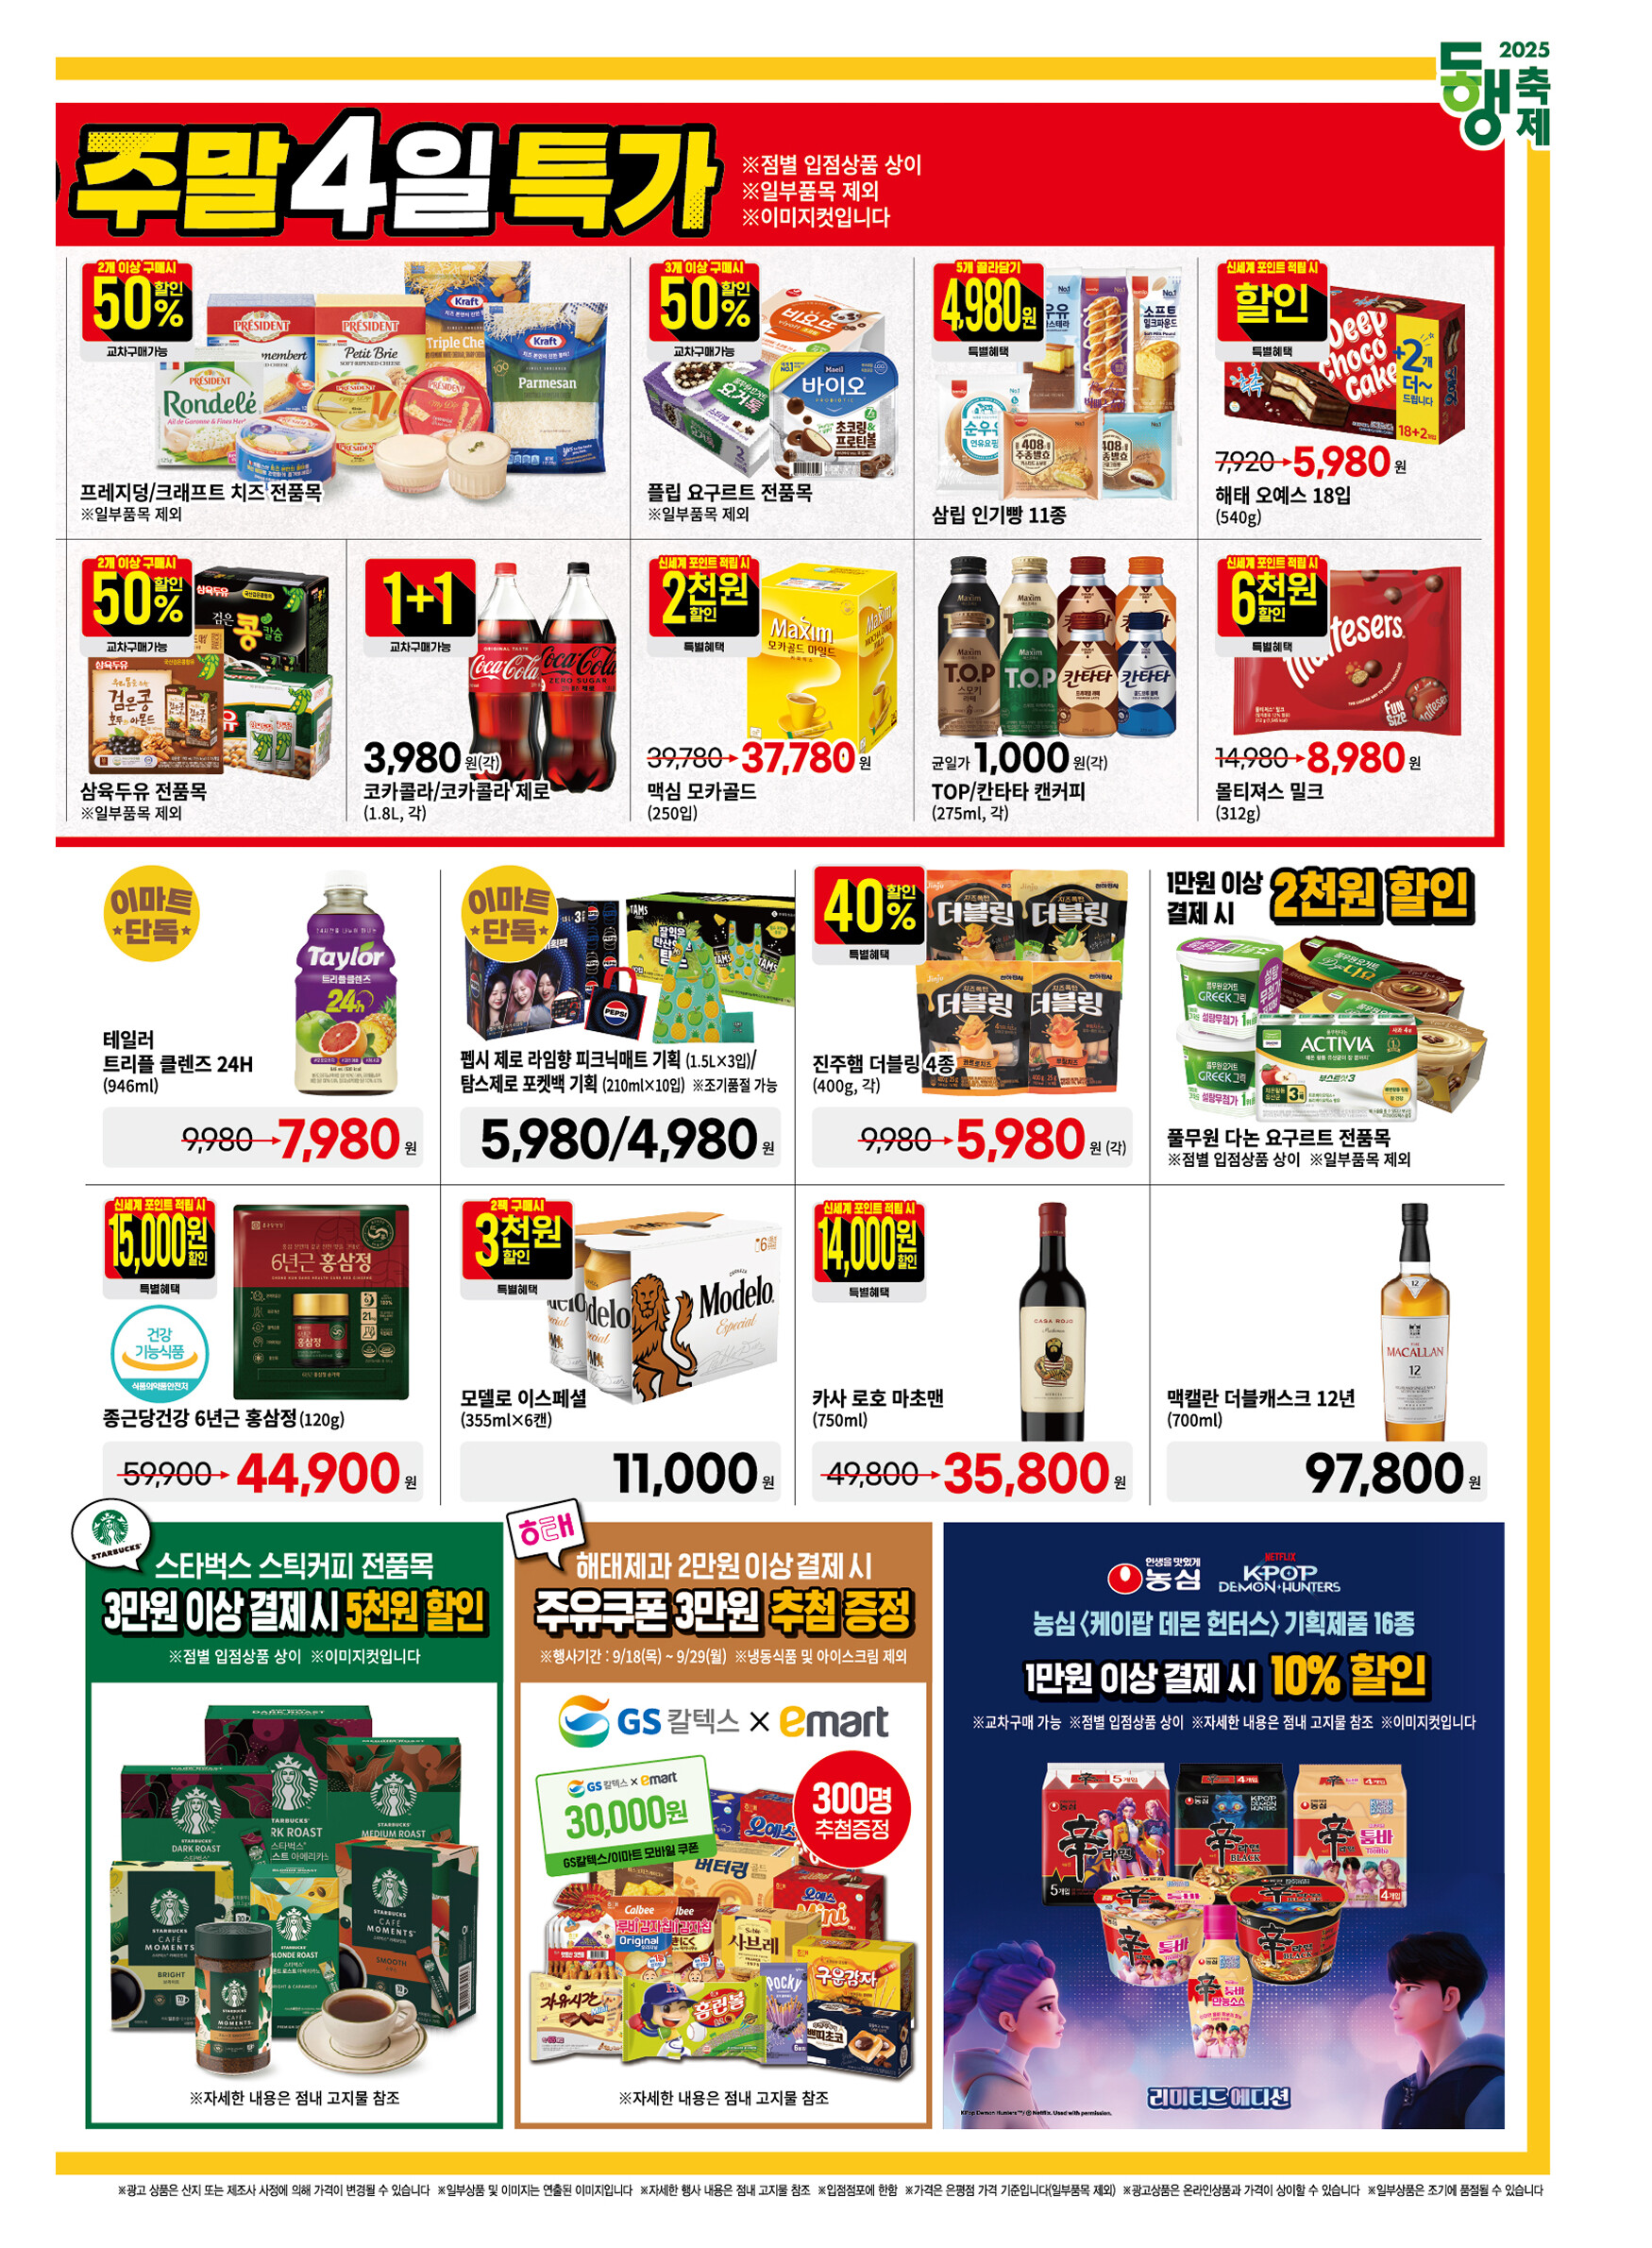 2025
동행축제
주말4일특가
※점별 입점상품 상이
※일부품목 제외
※이미지컷입니다
2개 이상 구매시
50%할인
교차구매가능
프레지덩/크래프트 치즈 전품목
※일부품목 제외
3개 이상 구매시
50%할인
교차구매가능
플립 요구르트 전품목
※일부품목 제외
5개 골라담기
4,980원
특별혜택
삼립 인기빵 11종
신세계 포인트 적립 시
할인
특별혜택
7,920→5,980원
해태 오예스 18입
(540g)
2개 이상 구매시
50%할인
교차구매가능
삼육두유 전품목
※일부품목 제외
1+1
교차구매가능
3,980원(각)
코카콜라/코카콜라 제로
(1.8L, 각)
신세계 포인트 적립 시
2천원
할인
특별혜택
39,780→37,780원
맥심 모카골드
(250입)
균일가 1,000원(각)
TOP/칸타타 캔커피
(275ml, 각)
신세계 포인트 적립 시
6천원
할인
특별혜택
14,980→8,980원
몰티져스 밀크
(312g)
이마트
단독
테일러
트리플 클렌즈 24H
(946ml)
9,980→7,980원
이마트
단독
펩시 제로 라임향 피크닉매트 기획 (1.5L×3입)/
탐스제로 포켓백 기획 (210ml×10입) ※조기품절 가능
5,980/4,980원
40%할인
특별혜택
진주햄 더블링 4종
(400g, 각)
9,980→5,980원(각)
1만원 이상
결제 시 2천원 할인
풀무원 다논 요구르트 전품목
※점별 입점상품 상이 ※일부품목 제외
신세계 포인트 적립 시
15,000원
할인
특별혜택
건강
기능식품
식품의약품안전처
종근당건강 6년근 홍삼정(120g)
59,900→44,900원
2팩 구매시
3천원
할인
특별혜택
모델로 이스페셜
(355ml×6캔)
11,000원
신세계 포인트 적립 시
14,000원
할인
특별혜택
카사 로호 마초맨
(750ml)
49,800→35,800원
맥캘란 더블캐스크 12년
(700ml)
97,800원
STARBUCKS
스타벅스 스틱커피 전품목
3만원 이상 결제 시 5천원 할인
※점별 입점상품 상이 ※이미지컷입니다
※자세한 내용은 점내 고지물 참조
해태
해태제과 2만원 이상 결제 시
주유쿠폰 3만원 추첨 증정
※행사기간 : 9/18(목) ~ 9/29(월) ※냉동식품 및 아이스크림 제외
GS칼텍스 × emart
GS 칼텍스 × emart
30,000원
GS칼텍스/이마트 모바일 쿠폰
300명
추첨증정
※자세한 내용은 점내 고지물 참조
인생을 맛있게
농심
NETFLIX
KPOP
DEMON HUNTERS
농심 〈케이팝 데몬 헌터스〉 기획제품 16종
1만원 이상 결제 시 10% 할인
※교차구매 가능 ※점별 입점상품 상이 ※자세한 내용은 점내 고지물 참조 ※이미지컷입니다
리미티드 에디션
KPop Demon Hunters™/© Netflix. Used with permission.
※광고 상품은 산지 또는 제조사 사정에 의해 가격이 변경될 수 있습니다 ※일부상품 및 이미지는 연출된 이미지입니다 ※자세한 행사 내용은 점내 고지물 참조 ※입점점포에 한함 ※가격은 은평점 가격 기준입니다(일부품목 제외) ※광고상품은 온라인상품과 가격이 상이할 수 있습니다 ※일부상품은 조기에 품절될 수 있습니다